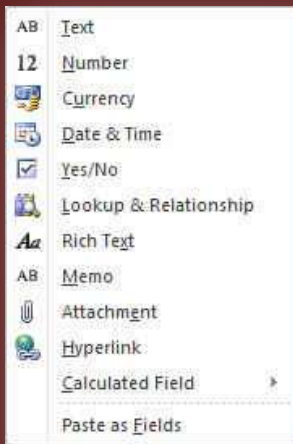 AB Text
12 Number
Currency
Date & Time
Yes/No
Lookup & Relationship
Aa Rich Text
AB Memo
Attachment
Hyperlink
Calculated Field
Paste as Fields